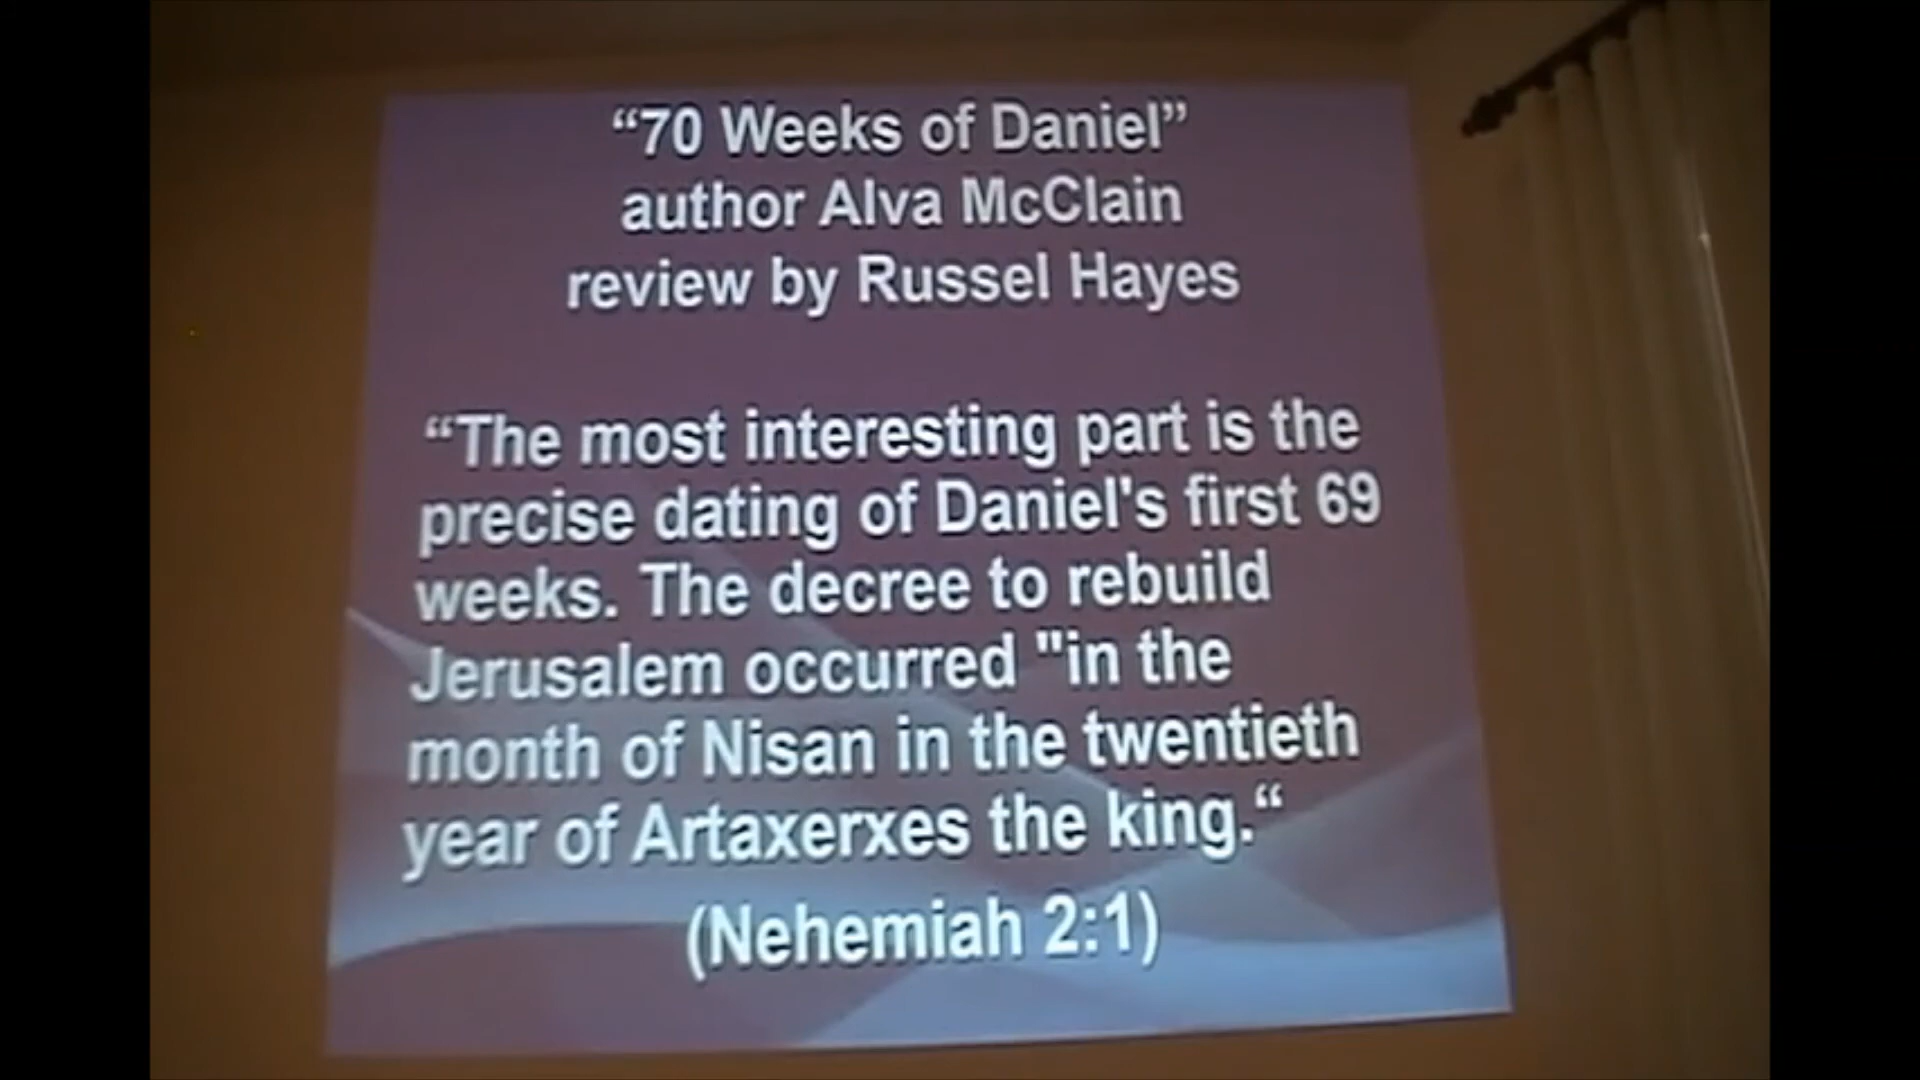 “70 Weeks of Daniel”
author Alva McClain
review by Russel Hayes
“The most interesting part is the
precise dating of Daniel's first 69
weeks. The decree to rebuild
Jerusalem occurred "in the
month of Nisan in the twentieth
year of Artaxerxes the king.“
(Nehemiah 2:1)